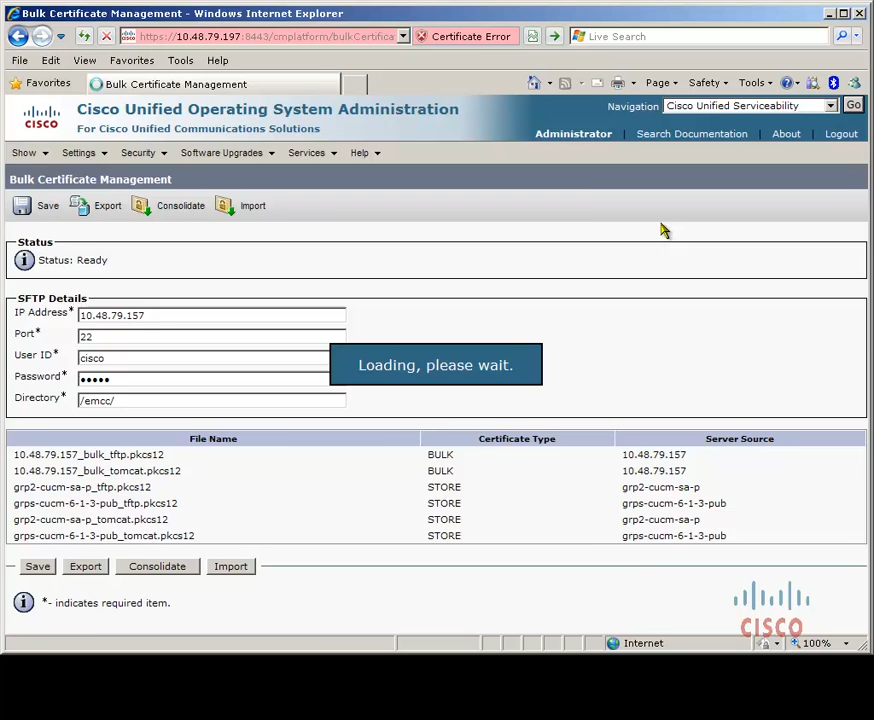 Bulk Certificate Management - Windows Internet Explorer
https://10.48.79.197:8443/cmplatform/bulkCertifica
Certificate Error
Live Search
File Edit View Favorites Tools Help
Favorites
Bulk Certificate Management
Page Safety Tools
CISCO
Cisco Unified Operating System Administration
For Cisco Unified Communications Solutions
Navigation Cisco Unified Serviceability Go
Administrator Search Documentation About Logout
Show Settings Security Software Upgrades Services Help
Bulk Certificate Management
Save Export Consolidate Import
Status
Status: Ready
SFTP Details
IP Address* 10.48.79.157
Port* 22
User ID* cisco
Password* •••••
Directory* /emcc/
Loading, please wait.
File Name Certificate Type Server Source
10.48.79.157_bulk_tftp.pkcs12 BULK 10.48.79.157
10.48.79.157_bulk_tomcat.pkcs12 BULK 10.48.79.157
grp2-cucm-sa-p_tftp.pkcs12 STORE grp2-cucm-sa-p
grps-cucm-6-1-3-pub_tftp.pkcs12 STORE grps-cucm-6-1-3-pub
grp2-cucm-sa-p_tomcat.pkcs12 STORE grp2-cucm-sa-p
grps-cucm-6-1-3-pub_tomcat.pkcs12 STORE grps-cucm-6-1-3-pub
Save Export Consolidate Import
*- indicates required item.
CISCO
Internet 100%